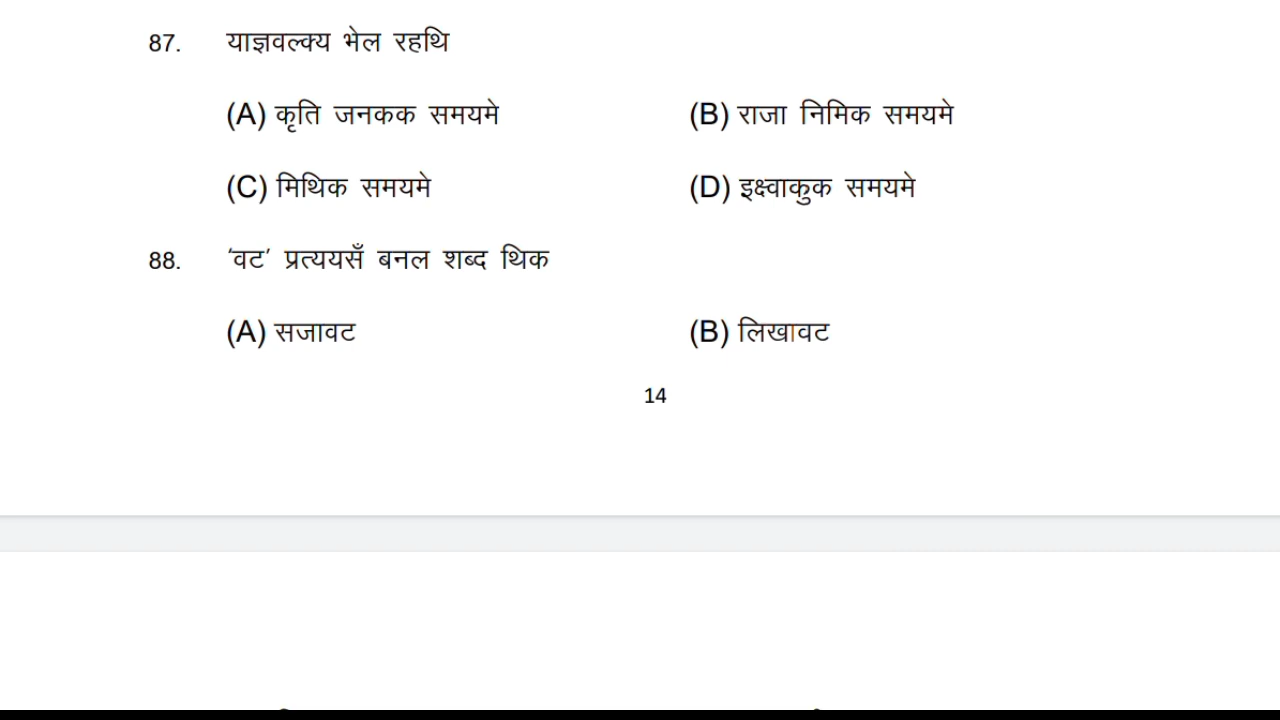 87. याज्ञवल्क्य भेल रहथि
(A) कृति जनकक समयमे (B) राजा निमिक समयमे
(C) मिथिक समयमे (D) इक्ष्वाकुक समयमे
88. ‘वट’ प्रत्ययसँ बनल शब्द थिक
(A) सजावट (B) लिखावट
14